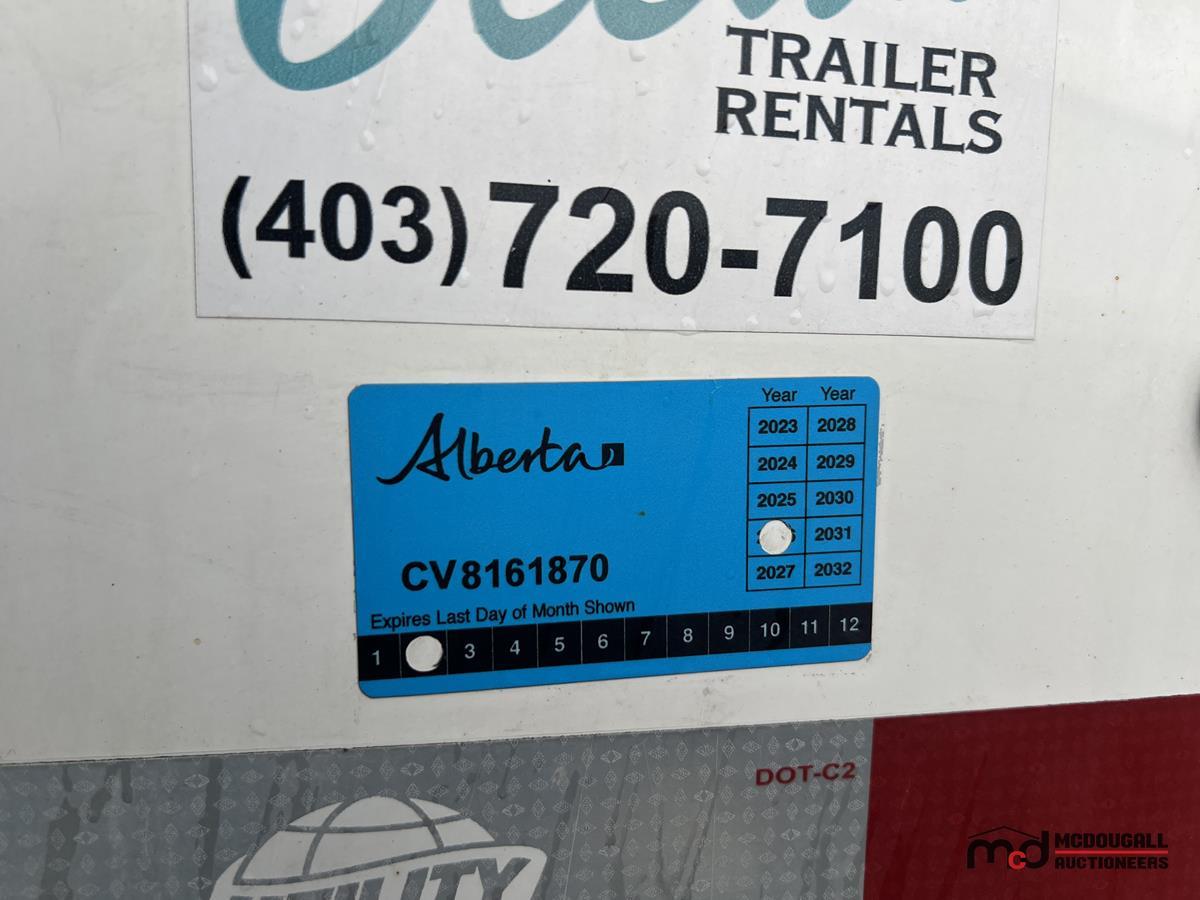 TRAILER
RENTALS
(403) 720-7100
Year Year
2023 2028
2024 2029
2025 2030
2031
2027 2032
Alberta
CV8161870
Expires Last Day of Month Shown
1 3 4 5 6 7 8 9 10 11 12
DOT-C2
UTILITY
mcd MCDOUGALL
AUCTIONEERS